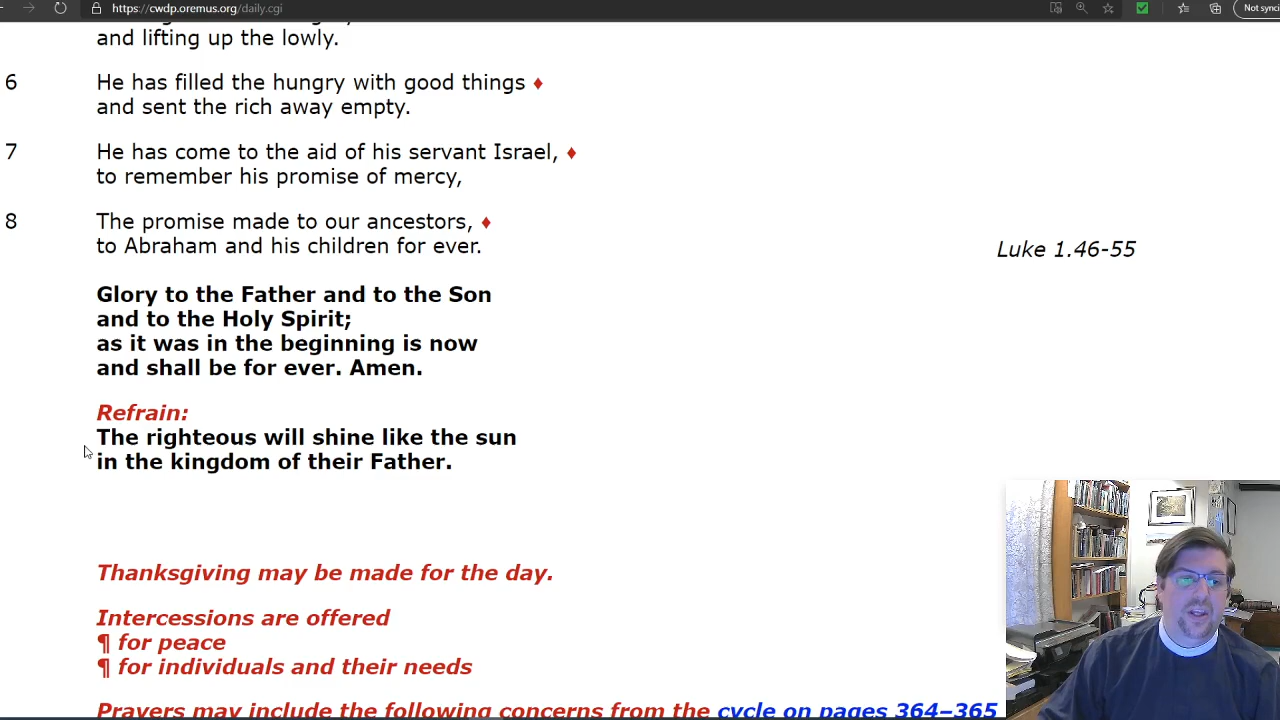 https://cwdp.oremus.org/daily.cgi
Not synci
and lifting up the lowly.
6 He has filled the hungry with good things ♦
and sent the rich away empty.
7 He has come to the aid of his servant Israel, ♦
to remember his promise of mercy,
8 The promise made to our ancestors, ♦
to Abraham and his children for ever.
Luke 1.46-55
Glory to the Father and to the Son
and to the Holy Spirit;
as it was in the beginning is now
and shall be for ever. Amen.
Refrain:
The righteous will shine like the sun
in the kingdom of their Father.
Thanksgiving may be made for the day.
Intercessions are offered
¶ for peace
¶ for individuals and their needs
Prayers may include the following concerns from the cycle on pages 364–365